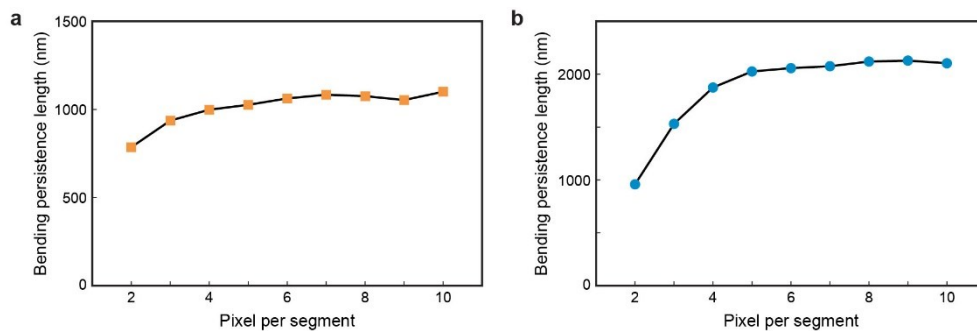 a
1500
1000
500
0
Bending persistence length (nm)
2 4 6 8 10
Pixel per segment
b
2000
1000
0
Bending persistence length (nm)
2 4 6 8 10
Pixel per segment